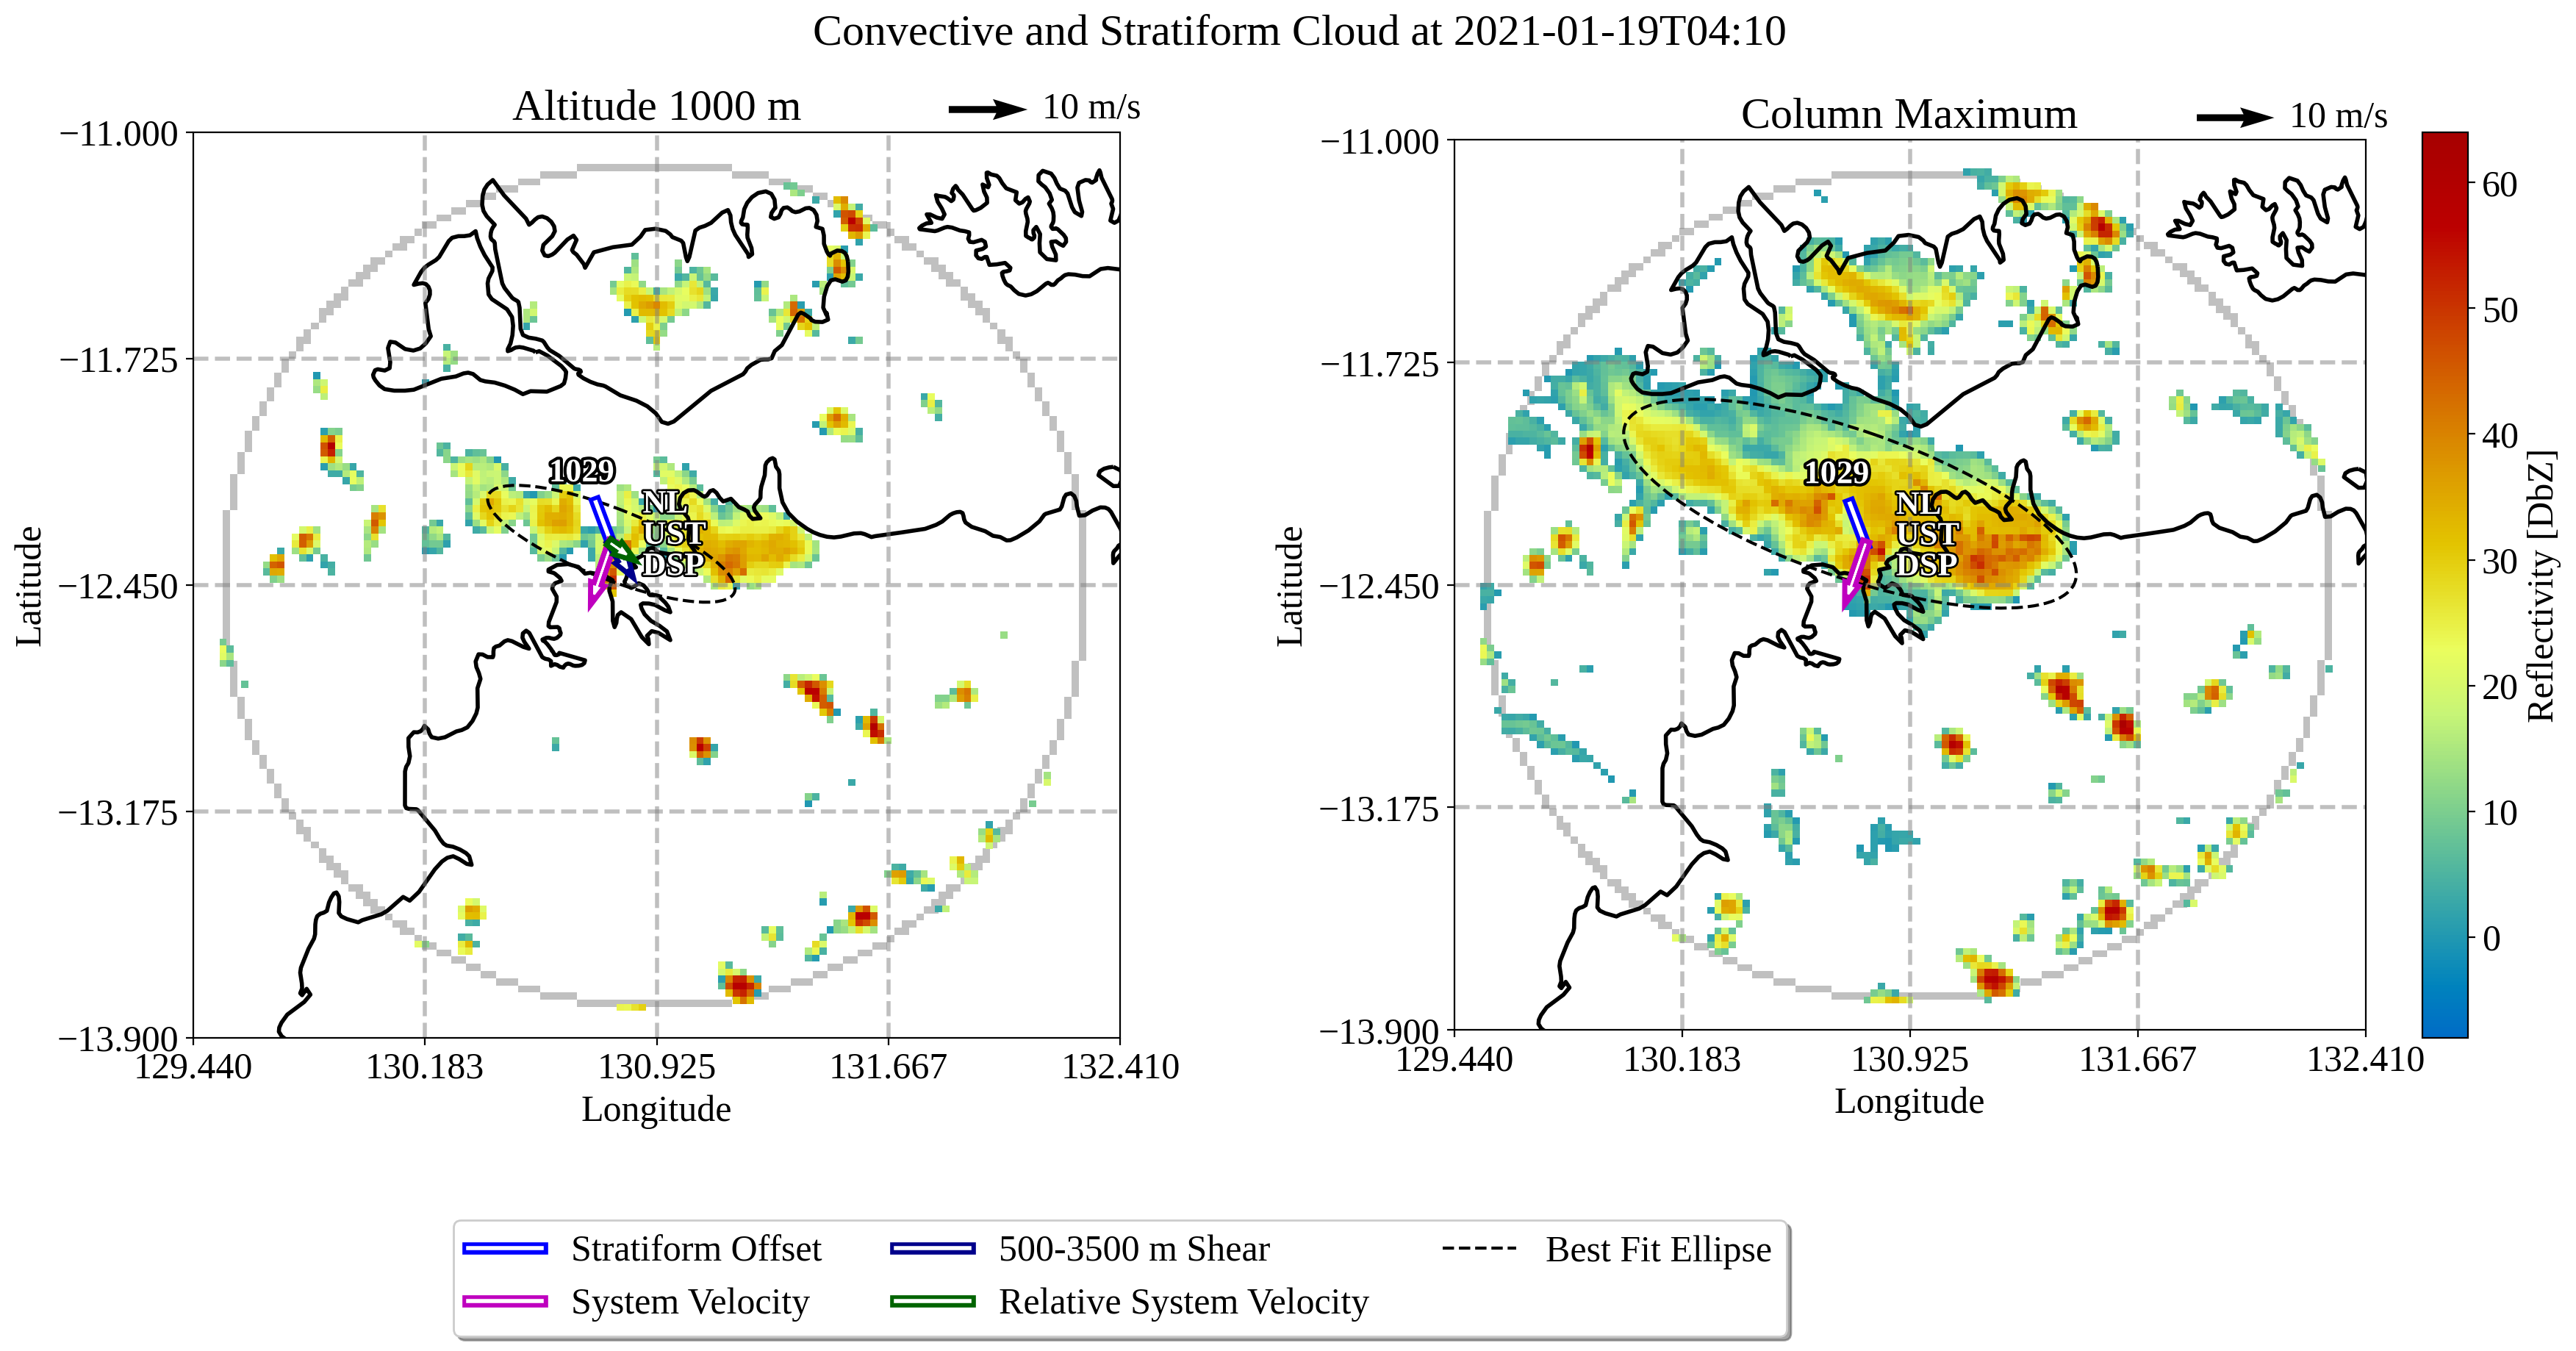 Convective and Stratiform Cloud at 2021-01-19T04:10
Altitude 1000 m
10 m/s
−11.000
−11.725
−12.450
−13.175
−13.900
129.440
130.183
130.925
131.667
132.410
Latitude
Longitude
1029
NL
UST
DSP
Column Maximum
10 m/s
−11.000
−11.725
−12.450
−13.175
−13.900
129.440
130.183
130.925
131.667
132.410
Latitude
Longitude
1029
NL
UST
DSP
60
50
40
30
20
10
0
Reflectivity [DbZ]
Stratiform Offset
System Velocity
500-3500 m Shear
Relative System Velocity
Best Fit Ellipse